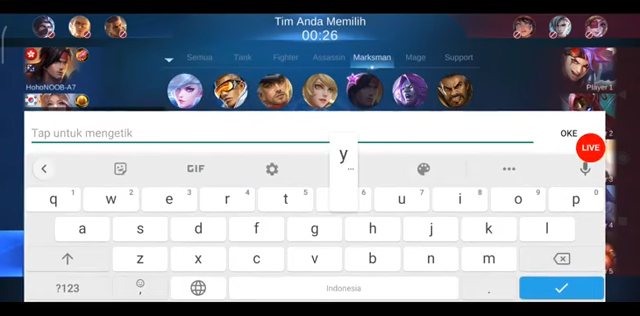 Tim Anda Memilih
00:26
Semua Tank Fighter Assassin Marksman Mage Support
HohoNOOB-A7
Player 1
Tap untuk mengetik
OKE
LIVE
GIF
y
...
q 1 w 2 e 3 r 4 t 5 u 7 i 8 o 9 p 0
a s d f g h j k l
z x c v b n m
?123 , Indonesia .